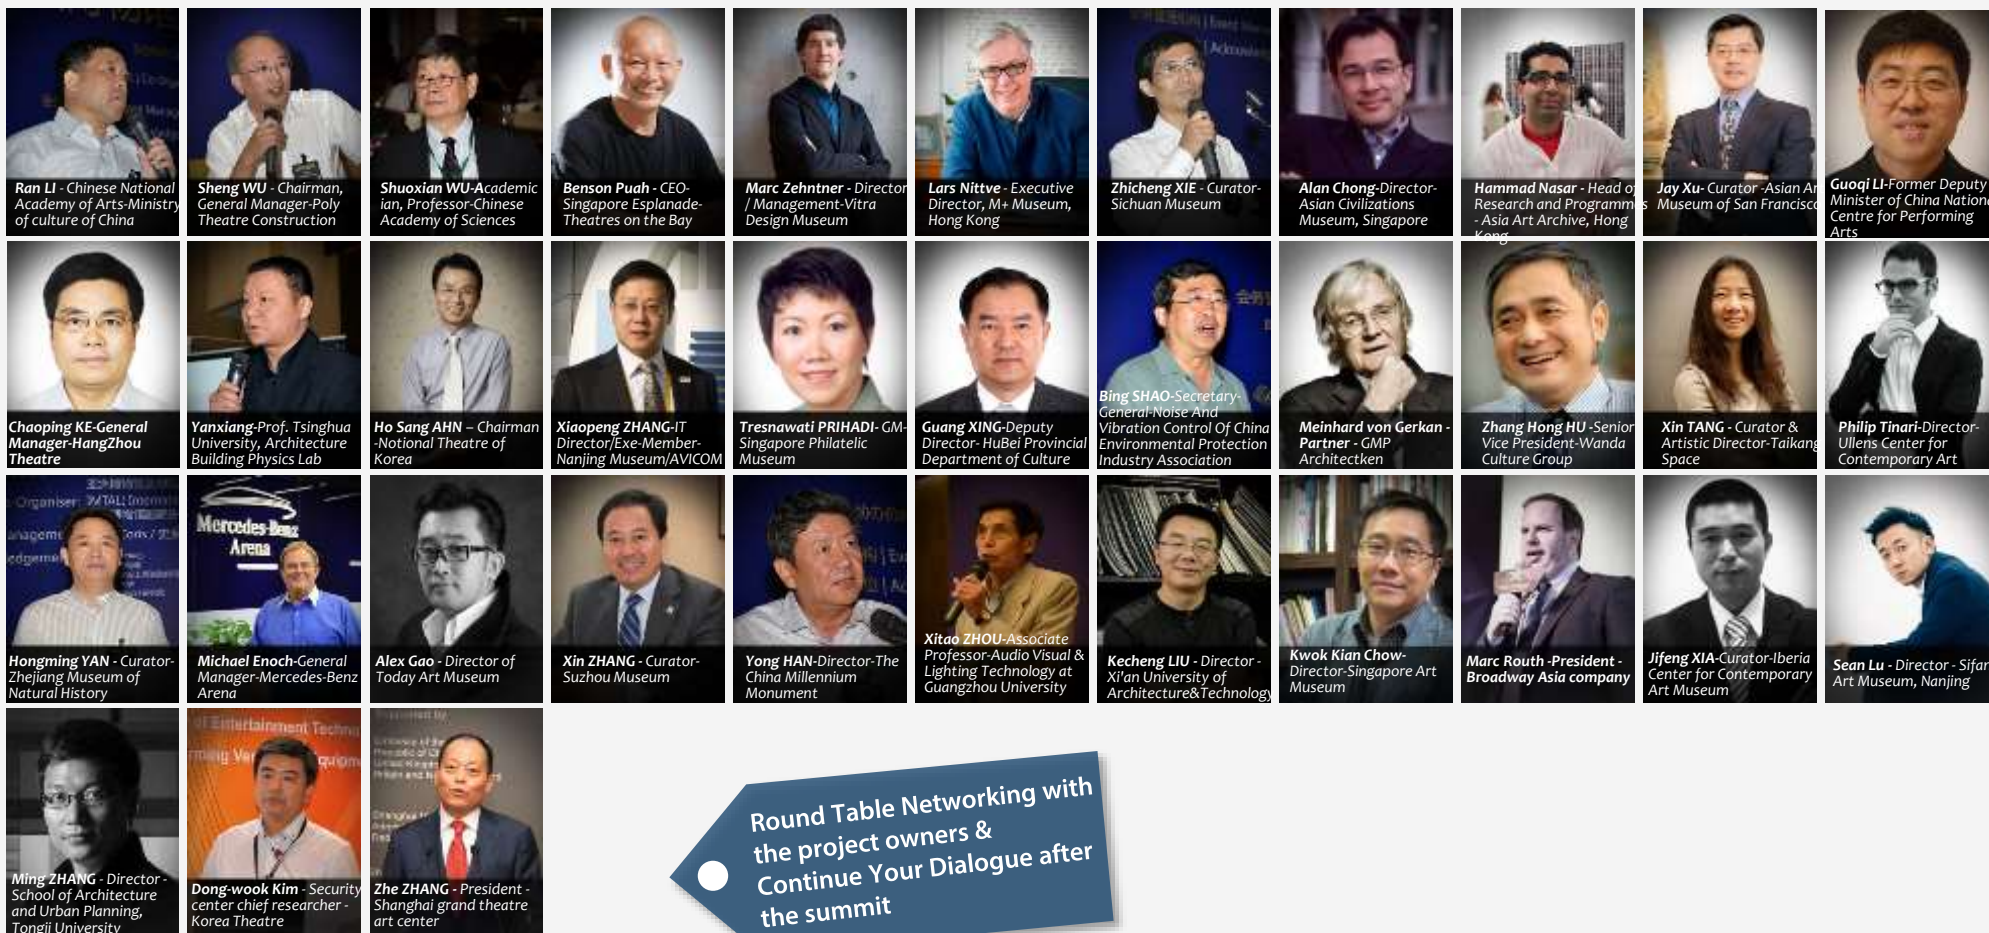 Ran LI - Chinese National
Academy of Arts-Ministry
of culture of China
Sheng WU - Chairman,
General Manager-Poly
Theatre Construction
Shuoxian WU-Academic
ian, Professor-Chinese
Academy of Sciences
Benson Puah - CEO-
Singapore Esplanade-
Theatres on the Bay
Marc Zehntner - Director
/ Management-Vitra
Design Museum
Lars Nittve - Executive
Director, M+ Museum,
Hong Kong
Zhicheng XIE - Curator-
Sichuan Museum
Alan Chong-Director-
Asian Civilizations
Museum, Singapore
Hammad Nasar - Head of
Research and Programmes
- Asia Art Archive, Hong
Kong
Jay Xu- Curator -Asian Ar
Museum of San Francisco
Guoqi LI-Former Deputy
Minister of China Nationa
Centre for Performing
Arts
Chaoping KE-General
Manager-HangZhou
Theatre
Yanxiang-Prof. Tsinghua
University, Architecture
Building Physics Lab
Ho Sang AHN – Chairman
-Notional Theatre of
Korea
Xiaopeng ZHANG-IT
Director/Exe-Member-
Nanjing Museum/AVICOM
Tresnawati PRIHADI- GM-
Singapore Philatelic
Museum
Guang XING-Deputy
Director- HuBei Provincial
Department of Culture
Bing SHAO-Secretary-
General-Noise And
Vibration Control Of China
Environmental Protection
Industry Association
Meinhard von Gerkan -
Partner - GMP
Architectken
Zhang Hong HU -Senior
Vice President-Wanda
Culture Group
Xin TANG - Curator &
Artistic Director-Taikang
Space
Philip Tinari-Director-
Ullens Center for
Contemporary Art
Mercedes-Benz
Arena
Hongming YAN - Curator-
Zhejiang Museum of
Natural History
Michael Enoch-General
Manager-Mercedes-Benz
Arena
Alex Gao - Director of
Today Art Museum
Xin ZHANG - Curator-
Suzhou Museum
Yong HAN-Director-The
China Millennium
Monument
Xitao ZHOU-Associate
Professor-Audio Visual &
Lighting Technology at
Guangzhou University
Kecheng LIU - Director -
Xi'an University of
Architecture&Technology
Kwok Kian Chow-
Director-Singapore Art
Museum
Marc Routh -President -
Broadway Asia company
Jifeng XIA-Curator-Iberia
Center for Contemporary
Art Museum
Sean Lu - Director - Sifan
Art Museum, Nanjing
Ming ZHANG - Director -
School of Architecture
and Urban Planning,
Tongji University
of Entertainment Techno
Dong-wook Kim - Security
center chief researcher -
Korea Theatre
Zhe ZHANG - President -
Shanghai grand theatre
art center
Round Table Networking with
the project owners &
Continue Your Dialogue after
the summit